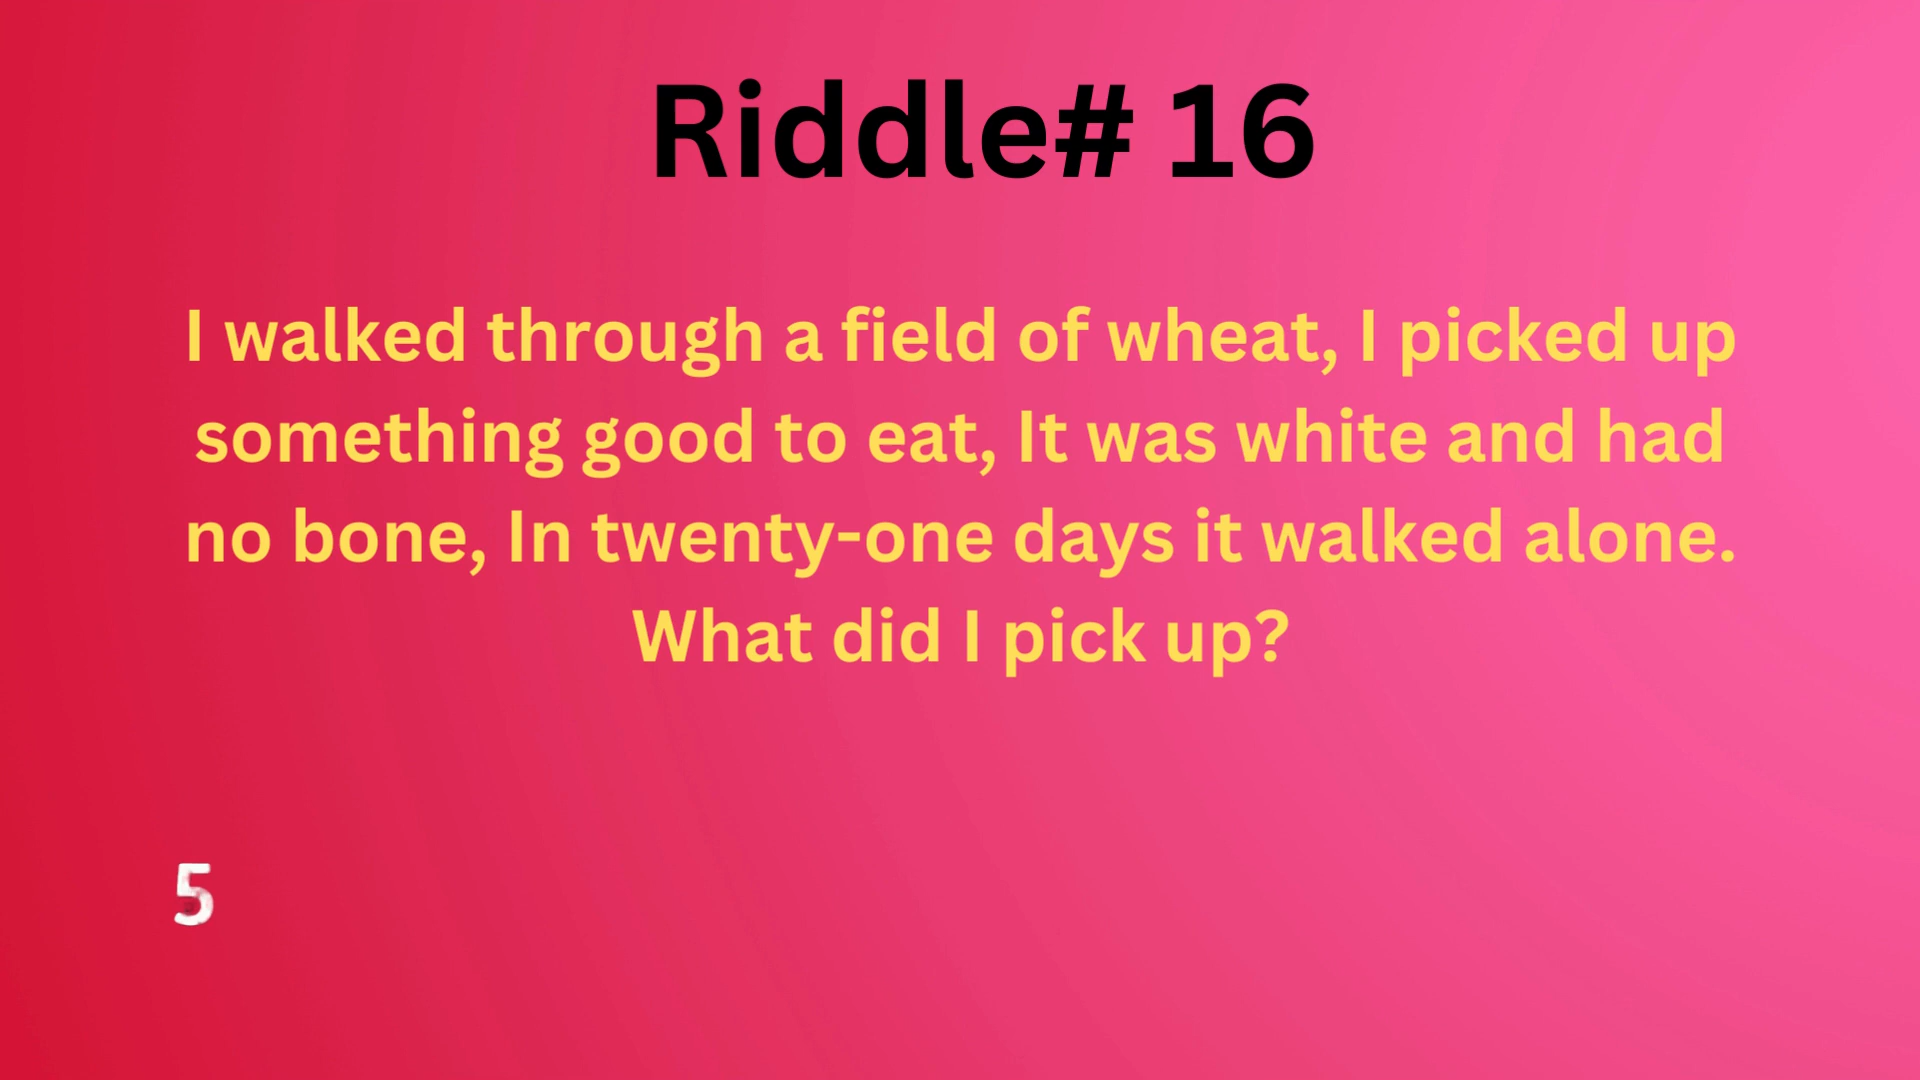 Riddle# 16
I walked through a field of wheat, I picked up
something good to eat, It was white and had
no bone, In twenty-one days it walked alone.
What did I pick up?
5